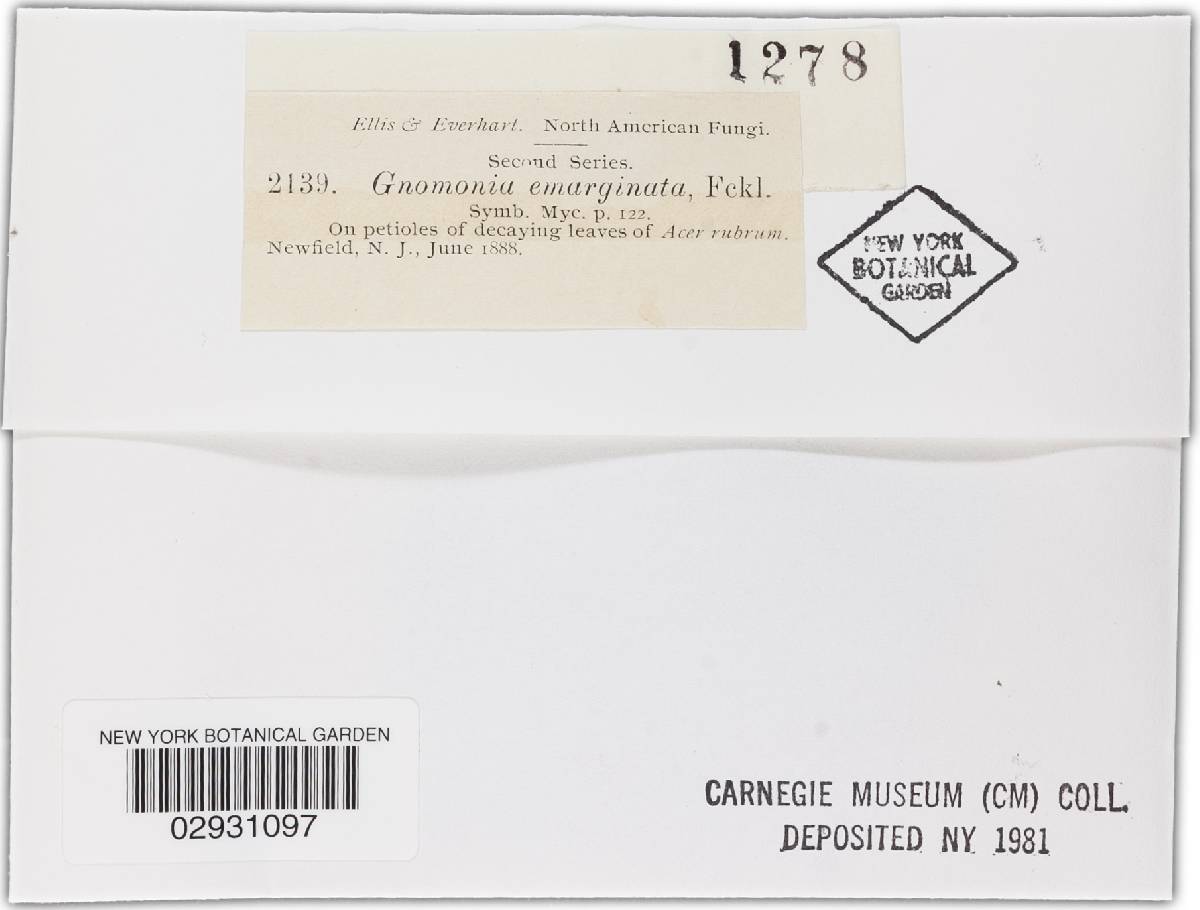 1278
Ellis & Everhart. North American Fungi.
Second Series.
2139. Gnomonia emarginata, Fckl.
Symb. Myc. p. 122.
On petioles of decaying leaves of Acer rubrum.
Newfield, N. J., June 1888.
NEW YORK
BOTANICAL
GARDEN
NEW YORK BOTANICAL GARDEN
02931097
CARNEGIE MUSEUM (CM) COLL.
DEPOSITED NY 1981